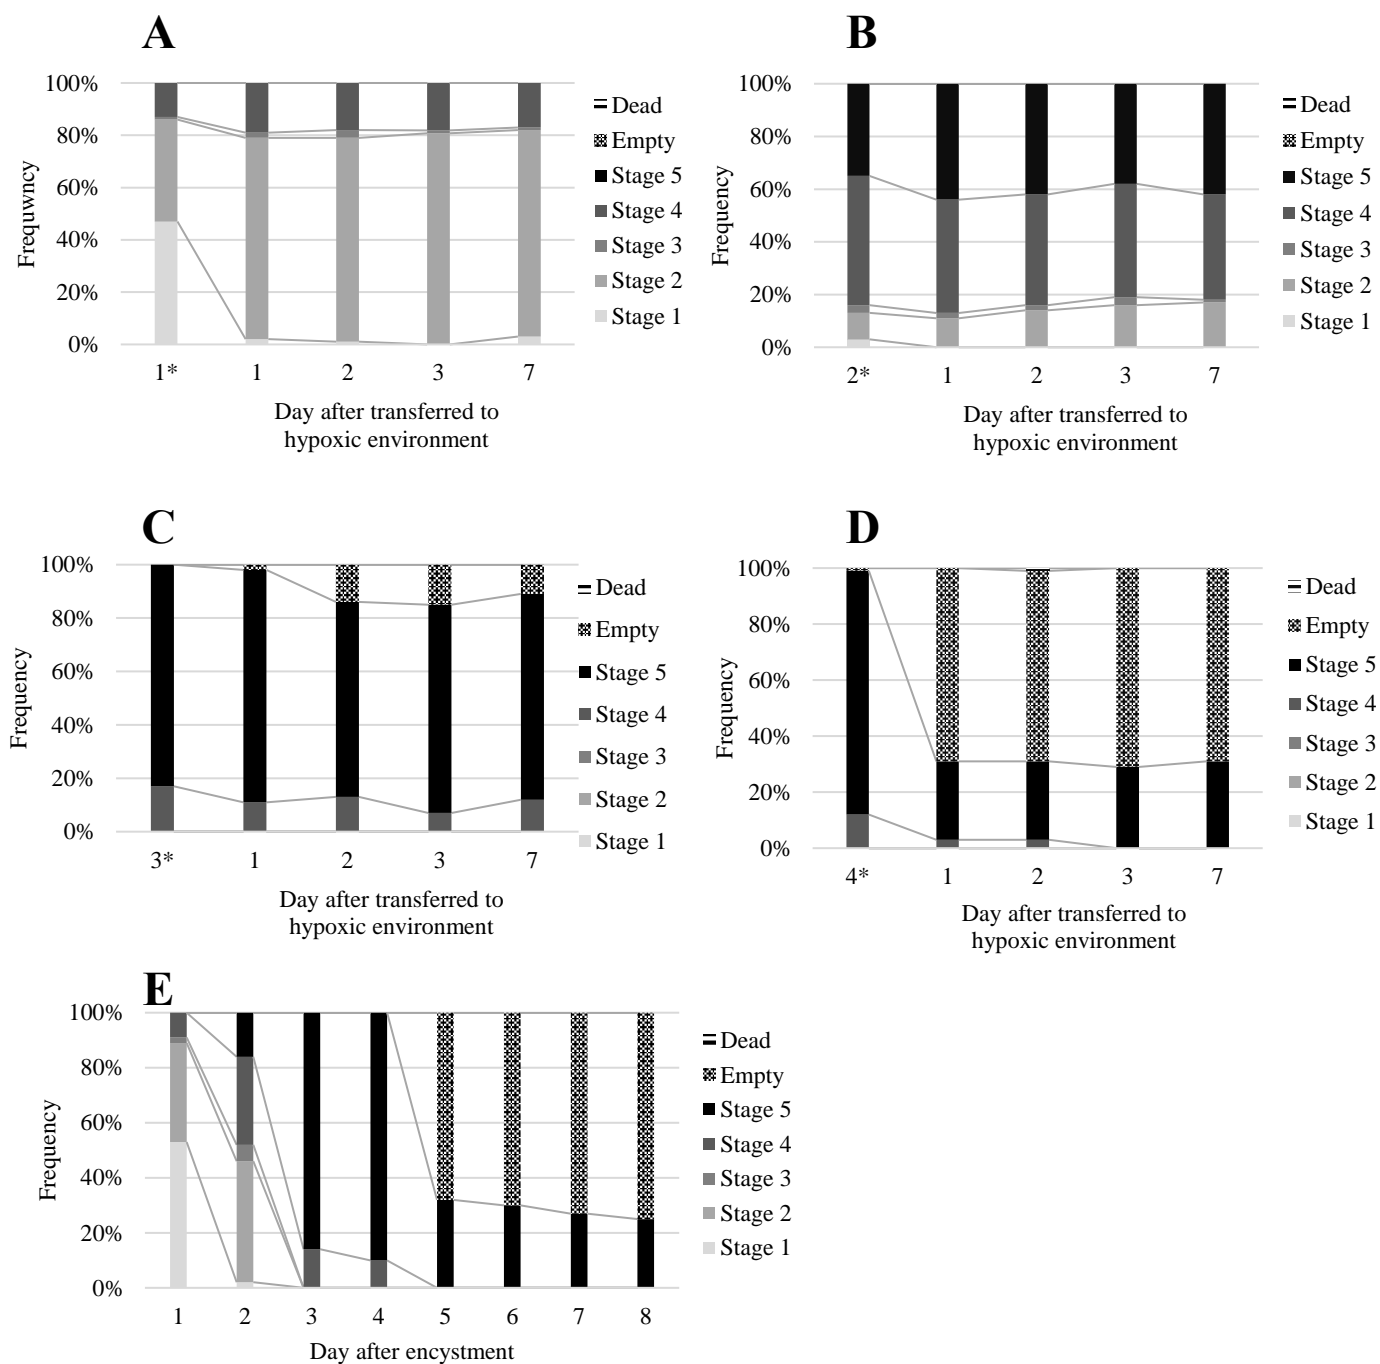 A
100%
80%
60%
40%
20%
0%
Frequwncy
1* 1 2 3 7
Day after transferred to
hypoxic environment
Dead
Empty
Stage 5
Stage 4
Stage 3
Stage 2
Stage 1
B
100%
80%
60%
40%
20%
0%
Frequency
2* 1 2 3 7
Day after transferred to
hypoxic environment
Dead
Empty
Stage 5
Stage 4
Stage 3
Stage 2
Stage 1
C
100%
80%
60%
40%
20%
0%
Frequency
3* 1 2 3 7
Day after transferred to
hypoxic environment
Dead
Empty
Stage 5
Stage 4
Stage 3
Stage 2
Stage 1
D
100%
80%
60%
40%
20%
0%
Frequency
4* 1 2 3 7
Day after transferred to
hypoxic environment
Dead
Empty
Stage 5
Stage 4
Stage 3
Stage 2
Stage 1
E
100%
80%
60%
40%
20%
0%
Frequency
1 2 3 4 5 6 7 8
Day after encystment
Dead
Empty
Stage 5
Stage 4
Stage 3
Stage 2
Stage 1